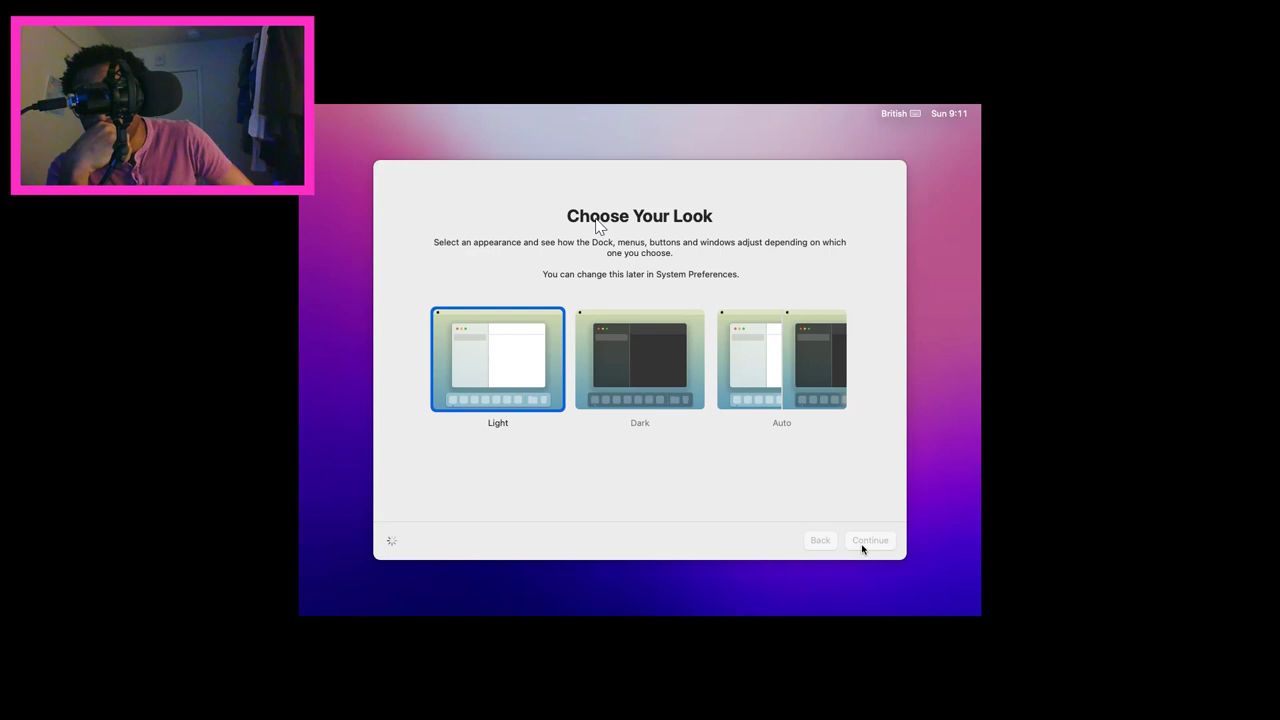 British
Sun 9:11
Choose Your Look
Select an appearance and see how the Dock, menus, buttons and windows adjust depending on which
one you choose.
You can change this later in System Preferences.
Light
Dark
Auto
Back
Continue